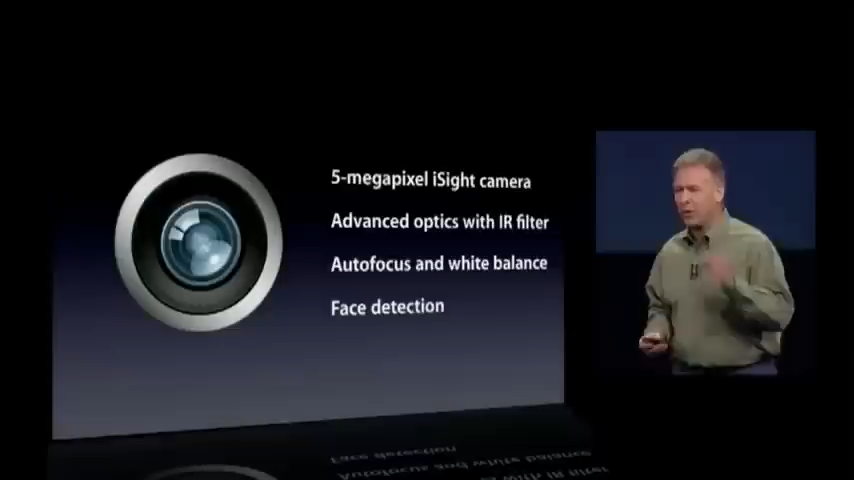 5-megapixel iSight camera
Advanced optics with IR filter
Autofocus and white balance
Face detection